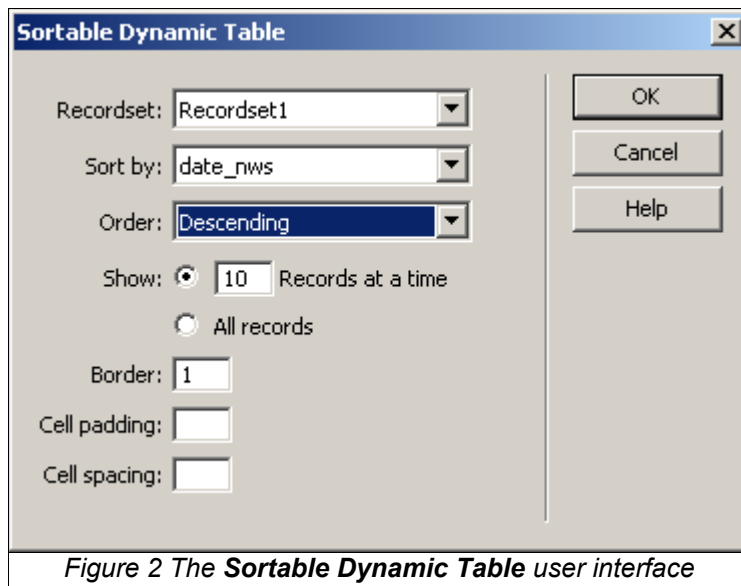 Sortable Dynamic Table
Recordset: Recordset1
OK
Sort by: date_nws
Cancel
Order: Descending
Help
Show: 10 Records at a time
All records
Border: 1
Cell padding:
Cell spacing:
Figure 2 The Sortable Dynamic Table user interface